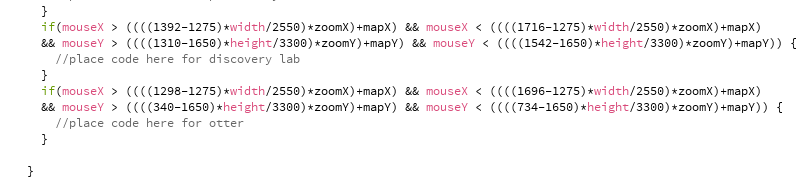 }
if(mouseX > ((((1392-1275)*width/2550)*zoomX)+mapX) && mouseX < ((((1716-1275)*width/2550)*zoomX)+mapX)
&& mouseY > ((((1310-1650)*height/3300)*zoomY)+mapY) && mouseY < ((((1542-1650)*height/3300)*zoomY)+mapY)) {
//place code here for discovery lab
}
if(mouseX > ((((1298-1275)*width/2550)*zoomX)+mapX) && mouseX < ((((1696-1275)*width/2550)*zoomX)+mapX)
&& mouseY > ((((340-1650)*height/3300)*zoomY)+mapY) && mouseY < ((((734-1650)*height/3300)*zoomY)+mapY)) {
//place code here for otter
}
}